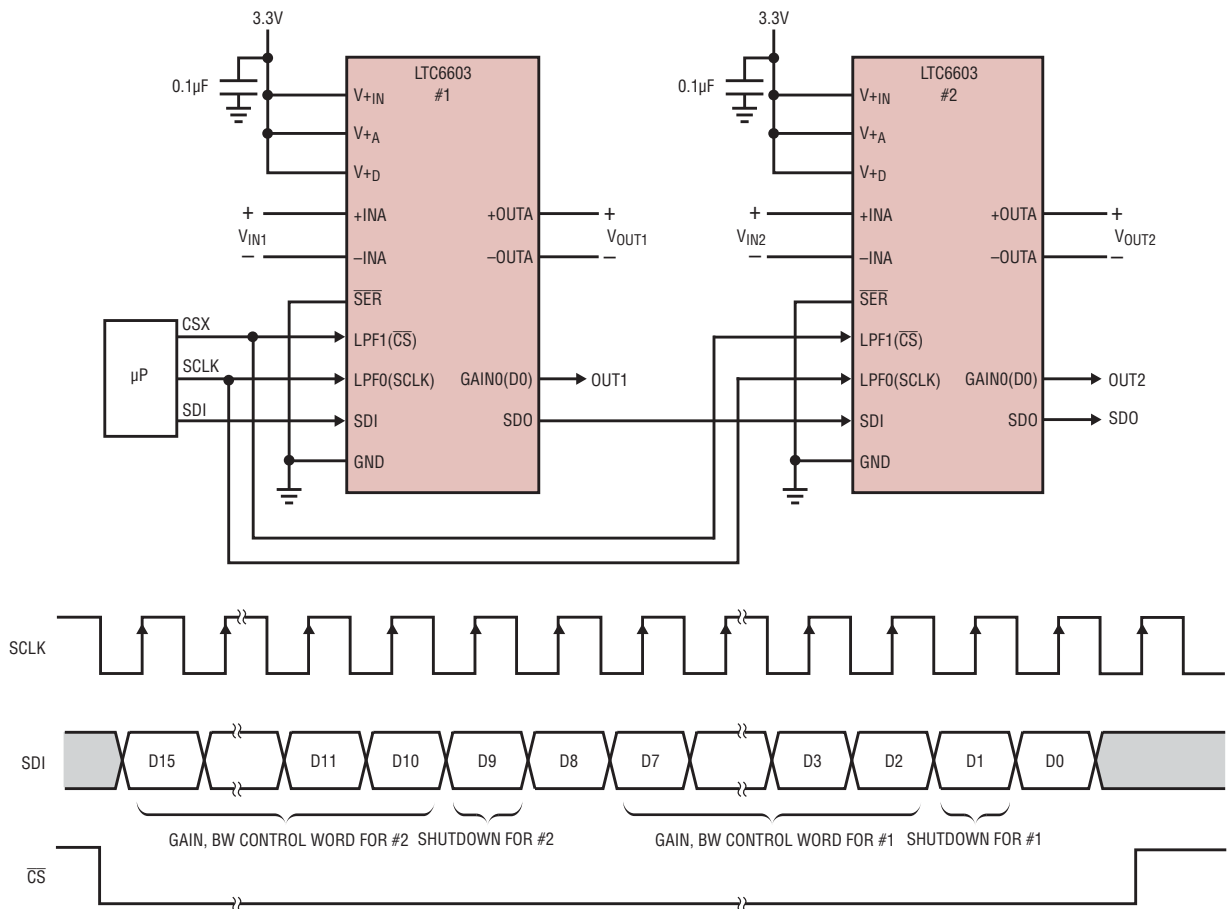 3.3V
0.1µF
LTC6603
#1
V+IN
V+A
V+D
+INA
–INA
+
VIN1
–
+OUTA
–OUTA
+
VOUT1
–
SER
LPF1(CS)
LPF0(SCLK)
SDI
GND
GAIN0(D0)
SDO
OUT1
µP
CSX
SCLK
SDI
3.3V
0.1µF
LTC6603
#2
V+IN
V+A
V+D
+INA
–INA
+
VIN2
–
+OUTA
–OUTA
+
VOUT2
–
SER
LPF1(CS)
LPF0(SCLK)
SDI
GND
GAIN0(D0)
SDO
OUT2
SDO
SCLK
SDI
D15 D11 D10 D9 D8 D7 D3 D2 D1 D0
GAIN, BW CONTROL WORD FOR #2 SHUTDOWN FOR #2 GAIN, BW CONTROL WORD FOR #1 SHUTDOWN FOR #1
CS